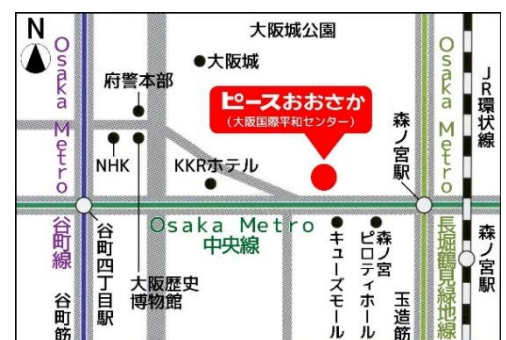 N
大阪城公園
大阪城
府警本部
ピースおおさか
（大阪国際平和センター）
NHK
KKRホテル
Osaka Metro 谷町線
Osaka Metro
中央線
Osaka Metro 長堀鶴見緑地線
JR環状線
森ノ宮駅
森ノ宮駅
谷町四丁目駅
谷町筋
大阪歴史
博物館
キューズモール
森ノ宮
ピロティホール
玉造筋